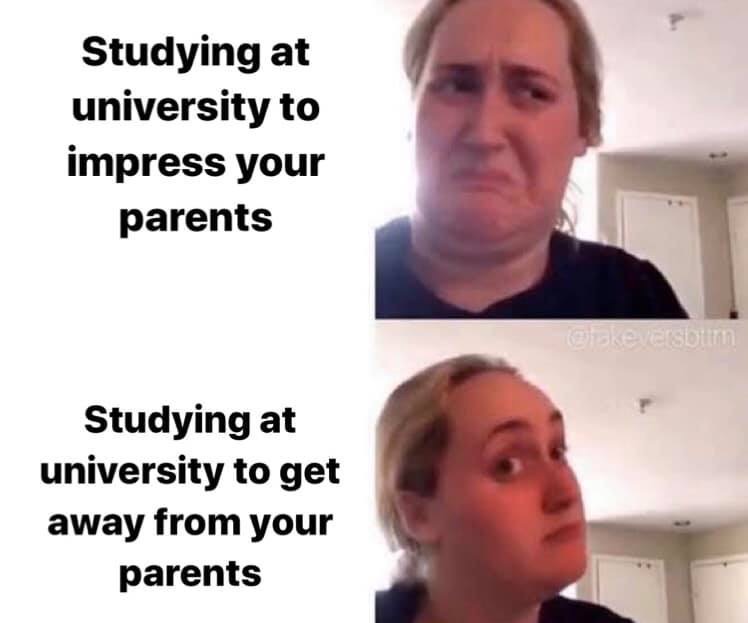 Studying at
university to
impress your
parents
Studying at
university to get
away from your
parents